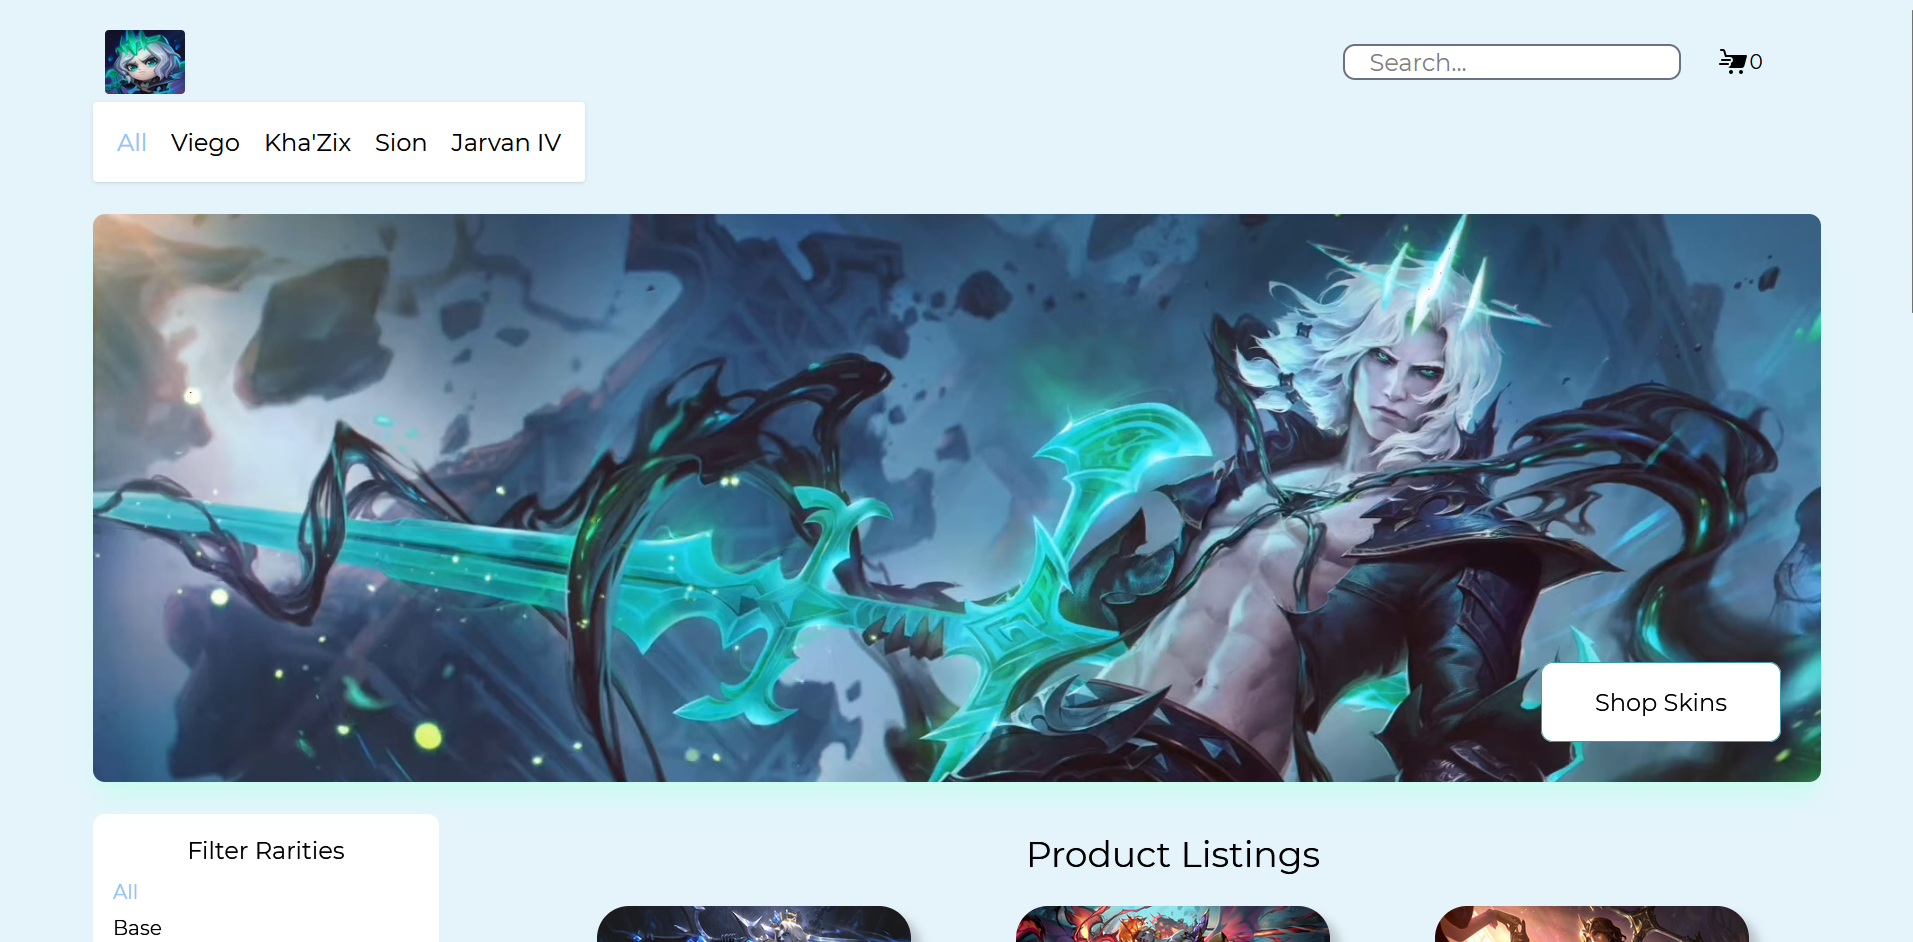 Search...
0
All Viego Kha'Zix Sion Jarvan IV
Shop Skins
Filter Rarities
All
Base
Product Listings